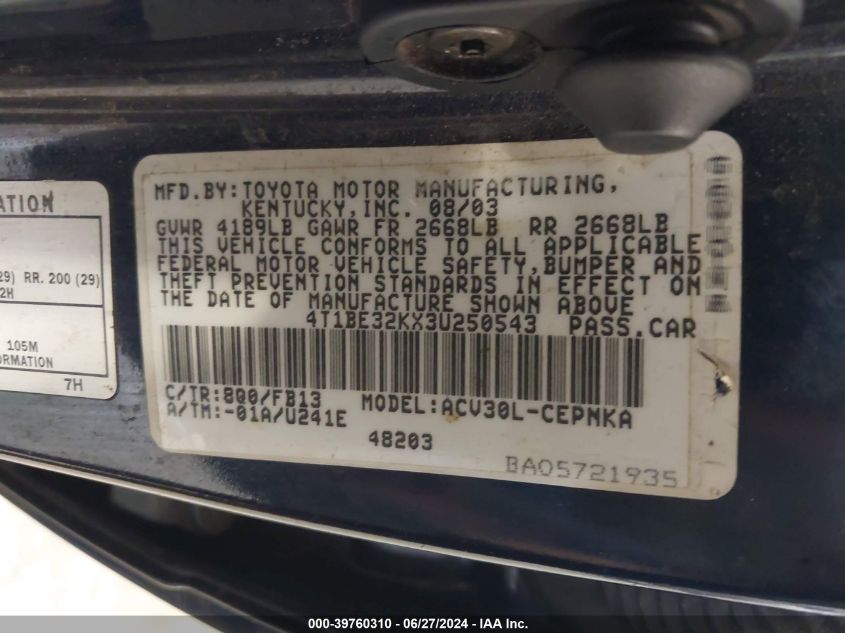 ATION
29) RR. 200 (29)
2H
105M
ORMATION
7H
MFD.BY:TOYOTA MOTOR MANUFACTURING,
KENTUCKY,INC. 08/03
GVWR 4189LB GAWR FR 2668LB RR 2668LB
THIS VEHICLE CONFORMS TO ALL APPLICABLE
FEDERAL MOTOR VEHICLE SAFETY,BUMPER AND
THEFT PREVENTION STANDARDS IN EFFECT ON
THE DATE OF MANUFACTURE SHOWN ABOVE
4T1BE32KX3U250543 PASS.CAR
C/TR:8Q0/FB13 MODEL:ACV30L-CEPNKA
A/TM:-01A/U241E
48203
BA05721935
000-39760310 | 06/27/2024 | IAA Inc.